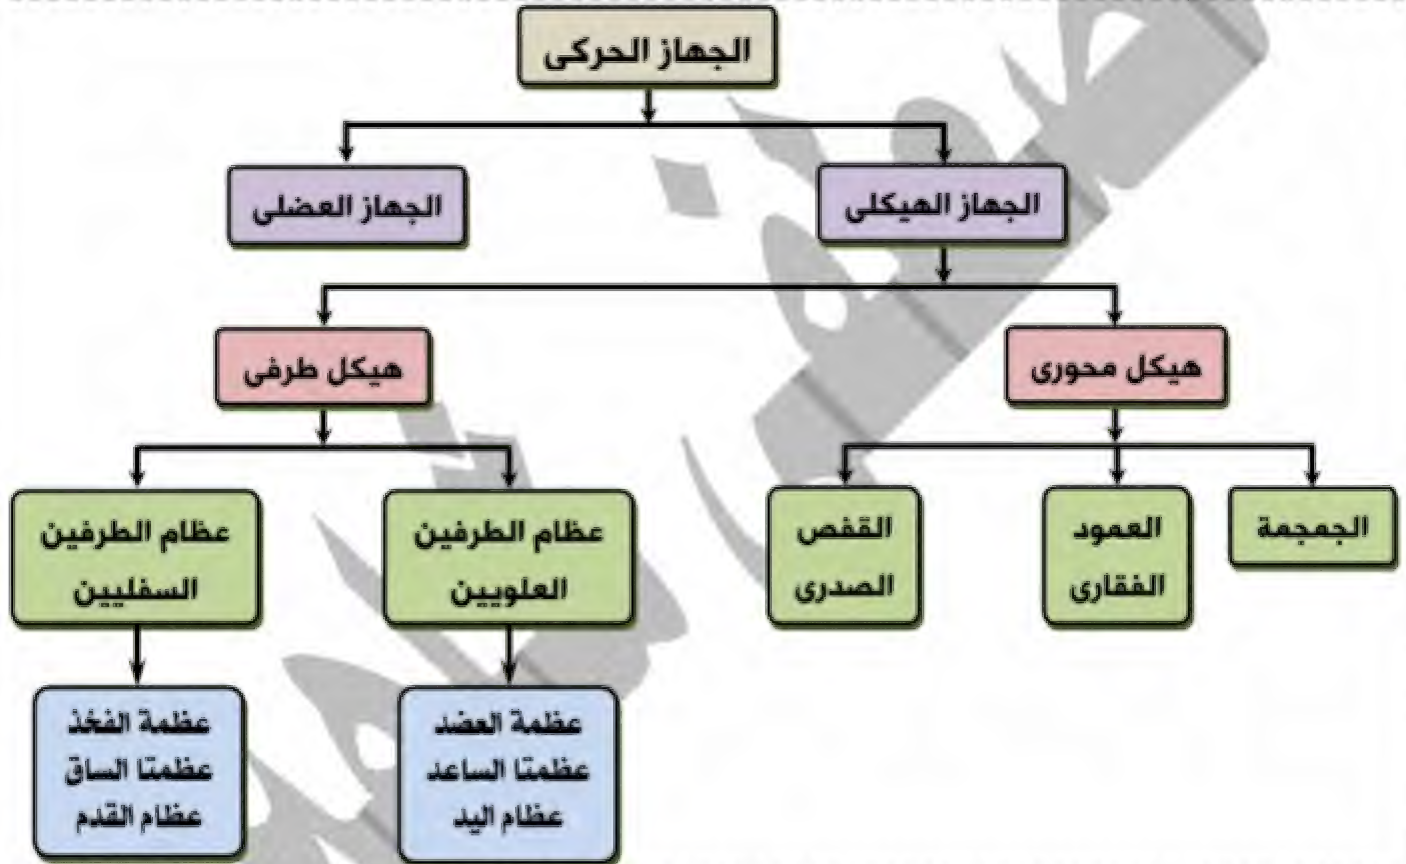 الجهاز الحركى
الجهاز الهيكلى
الجهاز العضلى
هيكل محورى
هيكل طرفى
الجمجمة
العمود
الفقارى
القفص
الصدرى
عظام الطرفين
العلويين
عظام الطرفين
السفليين
عظمة العضد
عظمتا الساعد
عظام اليد
عظمة الفخذ
عظمتا الساق
عظام القدم